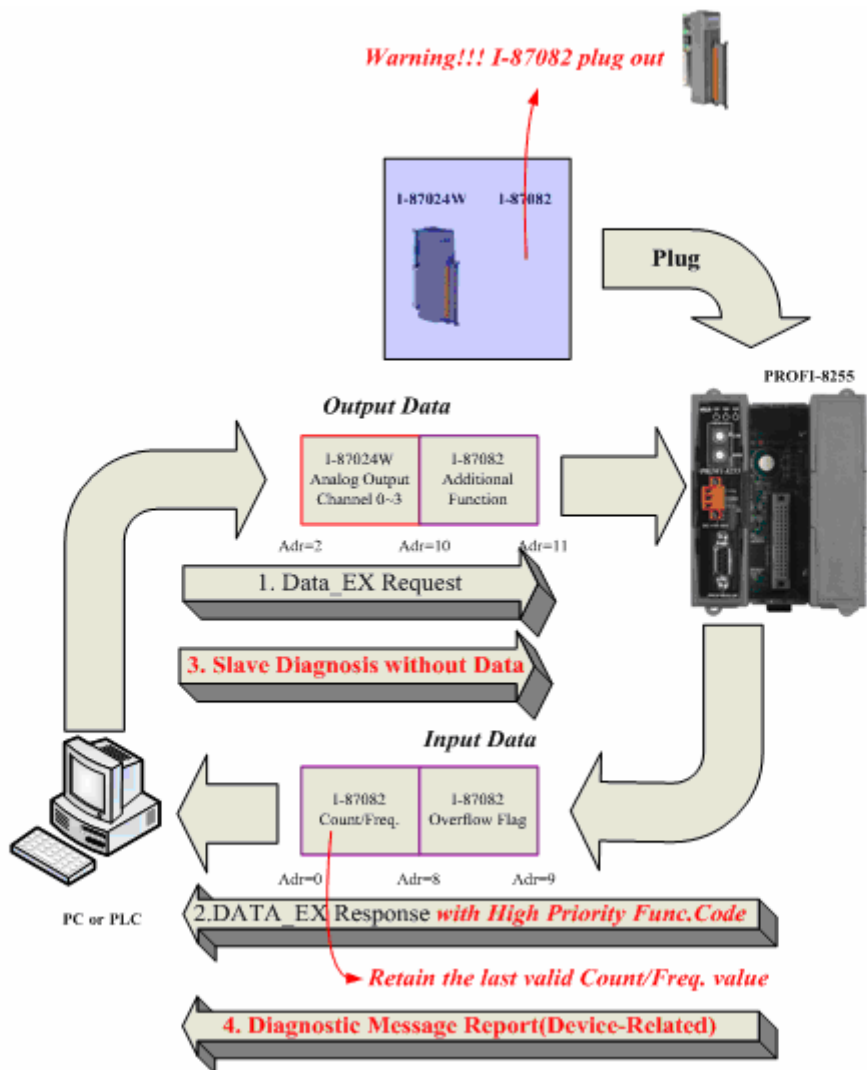 Warning!!! I-87082 plug out
I-87024W
I-87082
Plug
PROFI-8255
Output Data
I-87024W
Analog Output
Channel 0~3
I-87082
Additional
Function
Adr=2
Adr=10
Adr=11
1. Data_EX Request
3. Slave Diagnosis without Data
Input Data
I-87082
Count/Freq.
I-87082
Overflow Flag
Adr=0
Adr=8
Adr=9
PC or PLC
2.DATA_EX Response with High Priority Func.Code
Retain the last valid Count/Freq. value
4. Diagnostic Message Report(Device-Related)